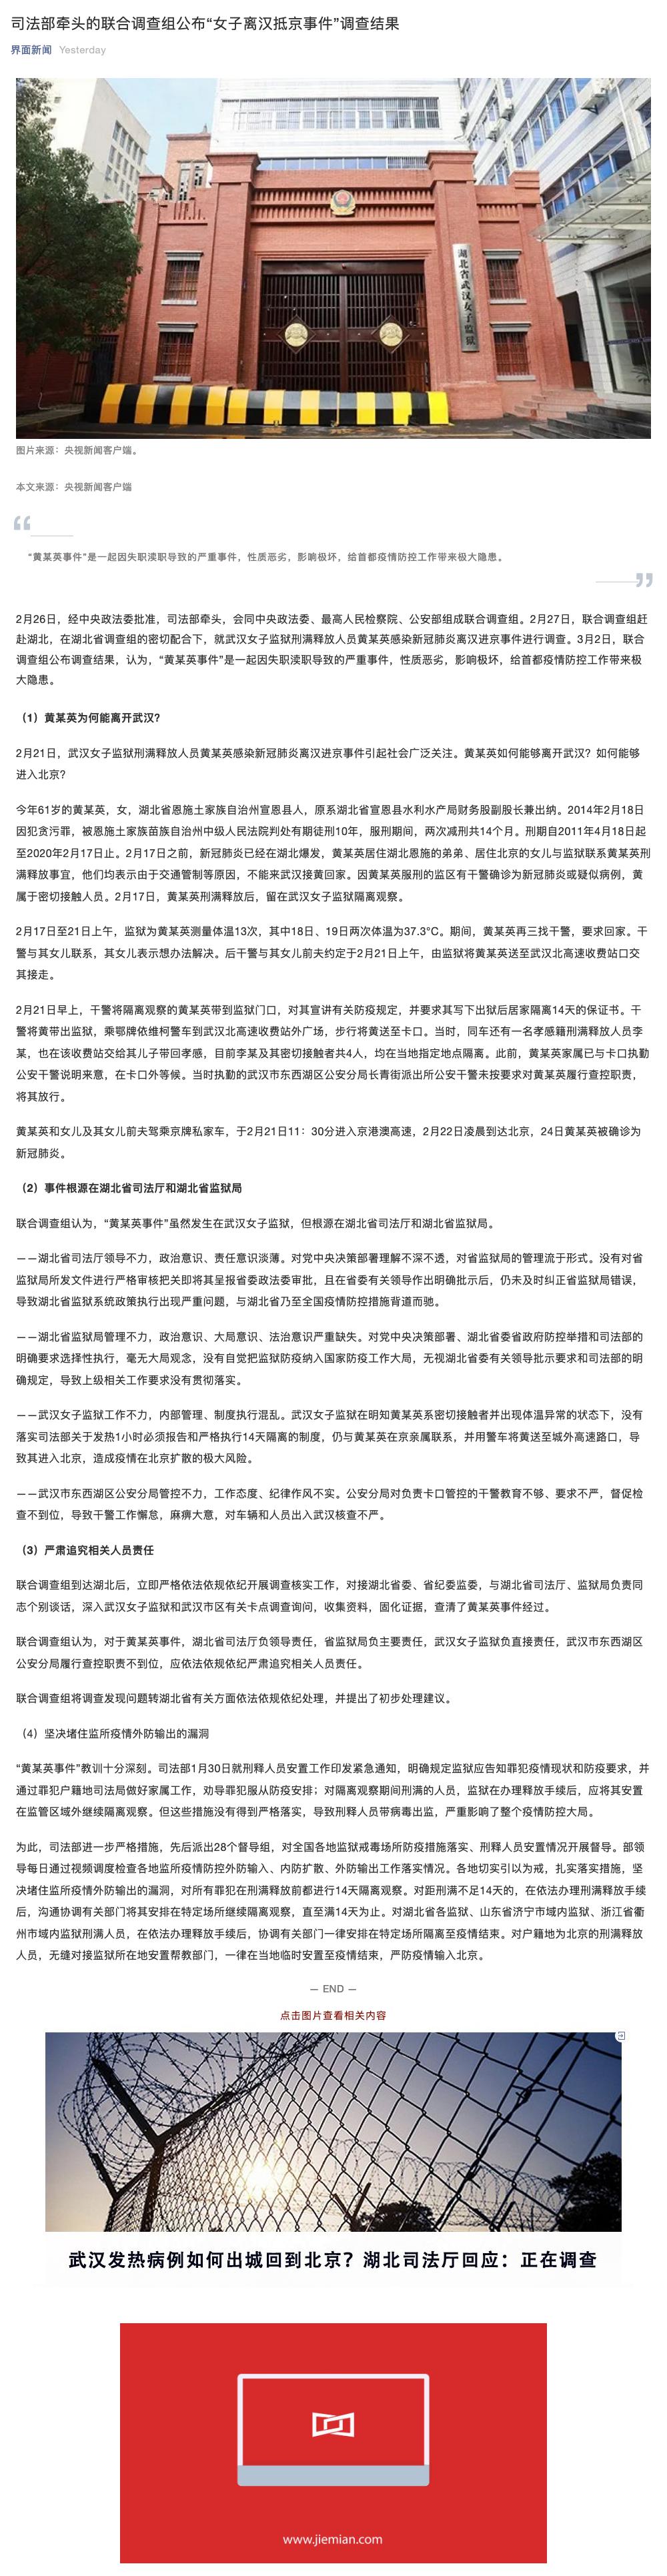 司法部牵头的联合调查组公布“女子离汉抵京事件”调查结果
界面新闻 Yesterday
湖北省武汉女子监狱
图片来源：央视新闻客户端。
本文来源：央视新闻客户端
“黄某英事件”是一起因失职渎职导致的严重事件，性质恶劣，影响极坏，给首都疫情防控工作带来极大隐患。
2月26日，经中央政法委批准，司法部牵头，会同中央政法委、最高人民检察院、公安部组成联合调查组。2月27日，联合调查组赶
赴湖北，在湖北省调查组的密切配合下，就武汉女子监狱刑满释放人员黄某英感染新冠肺炎离汉进京事件进行调查。3月2日，联合
调查组公布调查结果，认为，“黄某英事件”是一起因失职渎职导致的严重事件，性质恶劣，影响极坏，给首都疫情防控工作带来极
大隐患。
（1）黄某英为何能离开武汉？
2月21日，武汉女子监狱刑满释放人员黄某英感染新冠肺炎离汉进京事件引起社会广泛关注。黄某英如何能够离开武汉？如何能够
进入北京？
今年61岁的黄某英，女，湖北省恩施土家族自治州宣恩县人，原系湖北省宣恩县水利水产局财务股副股长兼出纳。2014年2月18日
因犯贪污罪，被恩施土家族苗族自治州中级人民法院判处有期徒刑10年，服刑期间，两次减刑共14个月。刑期自2011年4月18日起
至2020年2月17日止。2月17日之前，新冠肺炎已经在湖北爆发，黄某英居住湖北恩施的弟弟、居住北京的女儿与监狱联系黄某英刑
满释放事宜，他们均表示由于交通管制等原因，不能来武汉接黄回家。因黄某英服刑的监区有干警确诊为新冠肺炎或疑似病例，黄
属于密切接触人员。2月17日，黄某英刑满释放后，留在武汉女子监狱隔离观察。
2月17日至21日上午，监狱为黄某英测量体温13次，其中18日、19日两次体温为37.3°C。期间，黄某英再三找干警，要求回家。干
警与其女儿联系，其女儿表示想办法解决。后干警与其女儿前夫约定于2月21日上午，由监狱将黄某英送至武汉北高速收费站口交
其接走。
2月21日早上，干警将隔离观察的黄某英带到监狱门口，对其宣讲有关防疫规定，并要求其写下出狱后居家隔离14天的保证书。干
警将黄带出监狱，乘鄂牌依维柯警车到武汉北高速收费站外广场，步行将黄送至卡口。当时，同车还有一名孝感籍刑满释放人员李
某，也在该收费站交给其儿子带回孝感，目前李某及其密切接触者共4人，均在当地指定地点隔离。此前，黄某英家属已与卡口执勤
公安干警说明来意，在卡口外等候。当时执勤的武汉市东西湖区公安分局长青街派出所公安干警未按要求对黄某英履行查控职责，
将其放行。
黄某英和女儿及其女儿前夫驾乘京牌私家车，于2月21日11：30分进入京港澳高速，2月22日凌晨到达北京，24日黄某英被确诊为
新冠肺炎。
（2）事件根源在湖北省司法厅和湖北省监狱局
联合调查组认为，“黄某英事件”虽然发生在武汉女子监狱，但根源在湖北省司法厅和湖北省监狱局。
——湖北省司法厅领导不力，政治意识、责任意识淡薄。对党中央决策部署理解不深不透，对省监狱局的管理流于形式。没有对省
监狱局所发文件进行严格审核把关即将其呈报省委政法委审批，且在省委有关领导作出明确批示后，仍未及时纠正省监狱局错误，
导致湖北省监狱系统政策执行出现严重问题，与湖北省乃至全国疫情防控措施背道而驰。
——湖北省监狱局管理不力，政治意识、大局意识、法治意识严重缺失。对党中央决策部署、湖北省委省政府防控举措和司法部的
明确要求选择性执行，毫无大局观念，没有自觉把监狱防疫纳入国家防疫工作大局，无视湖北省委有关领导批示要求和司法部的明
确规定，导致上级相关工作要求没有贯彻落实。
——武汉女子监狱工作不力，内部管理、制度执行混乱。武汉女子监狱在明知黄某英系密切接触者并出现体温异常的状态下，没有
落实司法部关于发热1小时必须报告和严格执行14天隔离的制度，仍与黄某英在京亲属联系，并用警车将黄送至城外高速路口，导
致其进入北京，造成疫情在北京扩散的极大风险。
——武汉市东西湖区公安分局管控不力，工作态度、纪律作风不实。公安分局对负责卡口管控的干警教育不够、要求不严，督促检
查不到位，导致干警工作懈怠，麻痹大意，对车辆和人员出入武汉核查不严。
（3）严肃追究相关人员责任
联合调查组到达湖北后，立即严格依法依规依纪开展调查核实工作，对接湖北省委、省纪委监委，与湖北省司法厅、监狱局负责同
志个别谈话，深入武汉女子监狱和武汉市区有关卡点调查询问，收集资料，固化证据，查清了黄某英事件经过。
联合调查组认为，对于黄某英事件，湖北省司法厅负领导责任，省监狱局负主要责任，武汉女子监狱负直接责任，武汉市东西湖区
公安分局履行查控职责不到位，应依法依规依纪严肃追究相关人员责任。
联合调查组将调查发现问题转湖北省有关方面依法依规依纪处理，并提出了初步处理建议。
（4）坚决堵住监所疫情外防输出的漏洞
“黄某英事件”教训十分深刻。司法部1月30日就刑释人员安置工作印发紧急通知，明确规定监狱应告知罪犯疫情现状和防疫要求，并
通过罪犯户籍地司法局做好家属工作，劝导罪犯服从防疫安排；对隔离观察期间刑满的人员，监狱在办理释放手续后，应将其安置
在监管区域外继续隔离观察。但这些措施没有得到严格落实，导致刑释人员带病毒出监，严重影响了整个疫情防控大局。
为此，司法部进一步严格措施，先后派出28个督导组，对全国各地监狱戒毒场所防疫措施落实、刑释人员安置情况开展督导。部领
导每日通过视频调度检查各地监所疫情防控外防输入、内防扩散、外防输出工作落实情况。各地切实引以为戒，扎实落实措施，坚
决堵住监所疫情外防输出的漏洞，对所有罪犯在刑满释放前都进行14天隔离观察。对距刑满不足14天的，在依法办理刑满释放手续
后，沟通协调有关部门将其安排在特定场所继续隔离观察，直至满14天为止。对湖北省各监狱、山东省济宁市域内监狱、浙江省衢
州市域内监狱刑满人员，在依法办理释放手续后，协调有关部门一律安排在特定场所隔离至疫情结束。对户籍地为北京的刑满释放
人员，无缝对接监狱所在地安置帮教部门，一律在当地临时安置至疫情结束，严防疫情输入北京。
— END —
点击图片查看相关内容
武汉发热病例如何出城回到北京？湖北司法厅回应：正在调查
www.jiemian.com